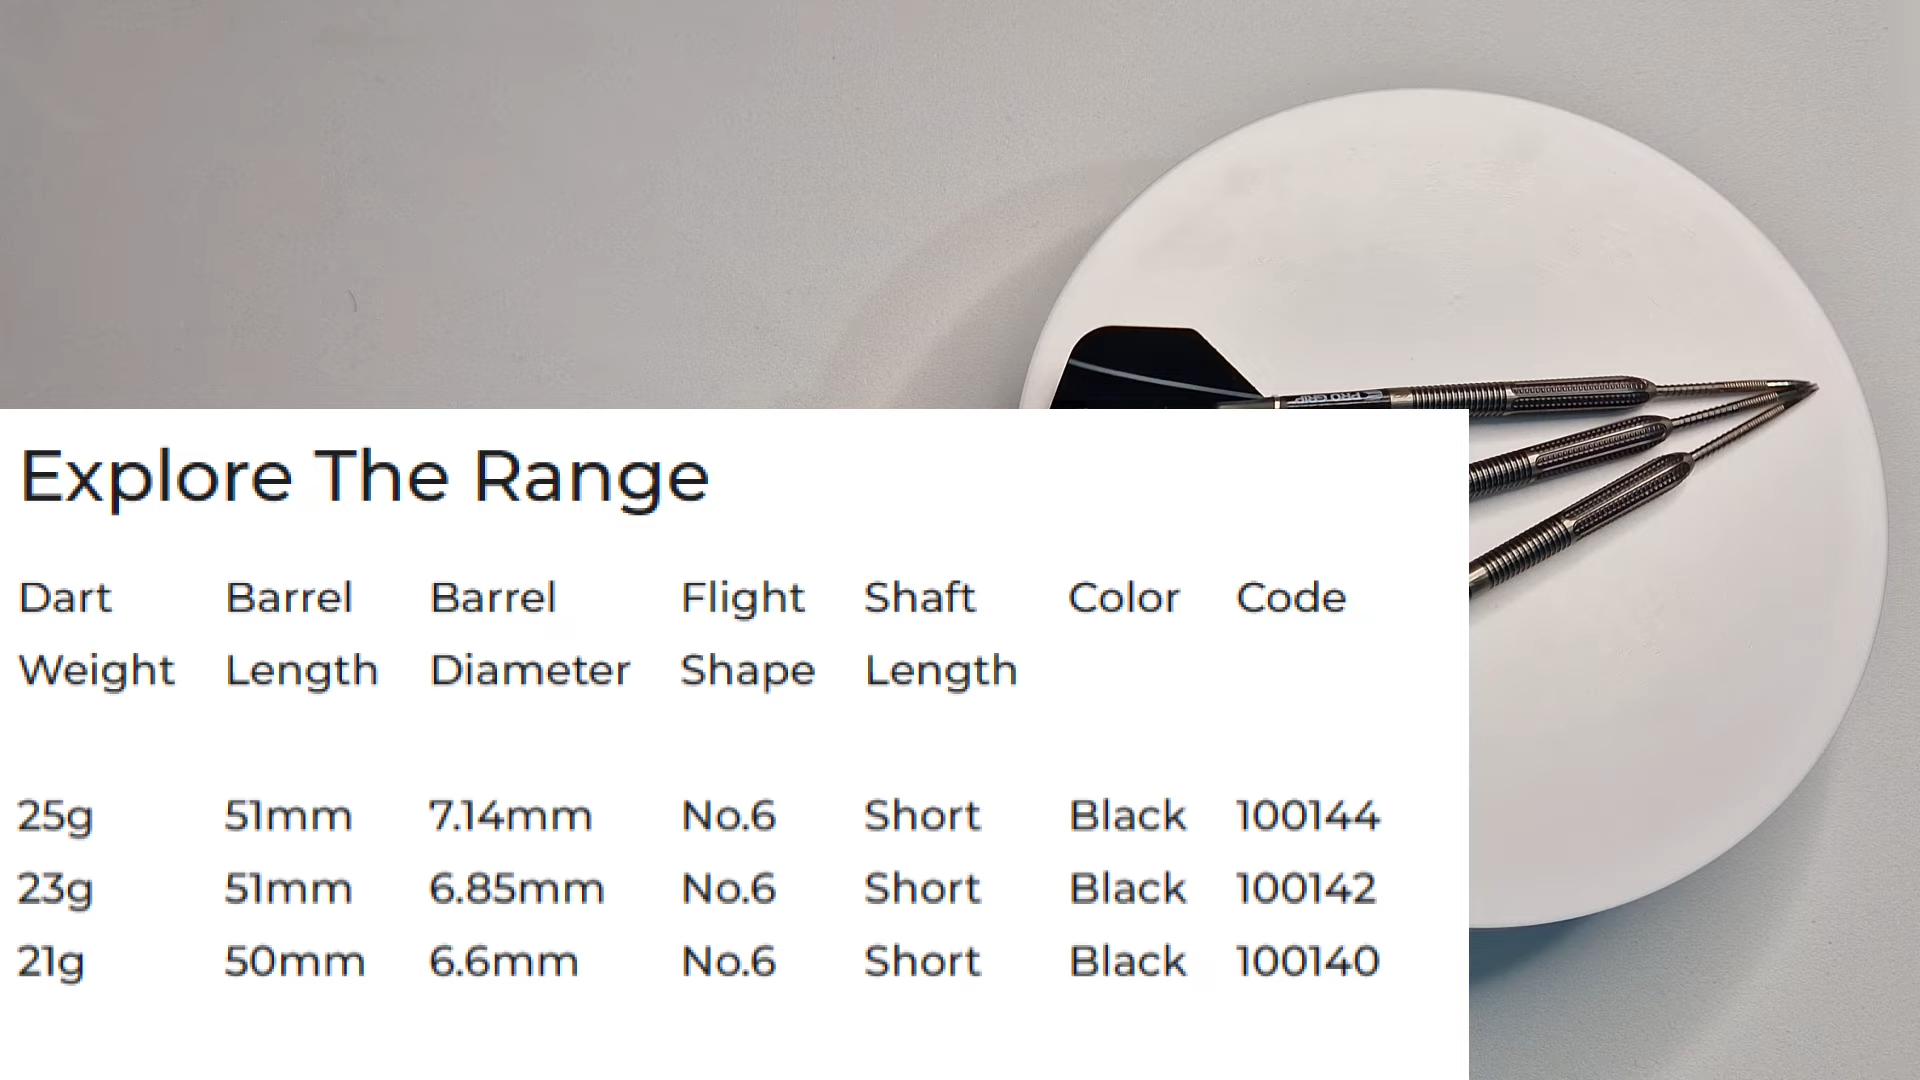 PRO GRIP
Explore The Range
Dart Weight Barrel Length Barrel Diameter Flight Shape Shaft Length Color Code
25g 51mm 7.14mm No.6 Short Black 100144
23g 51mm 6.85mm No.6 Short Black 100142
21g 50mm 6.6mm No.6 Short Black 100140